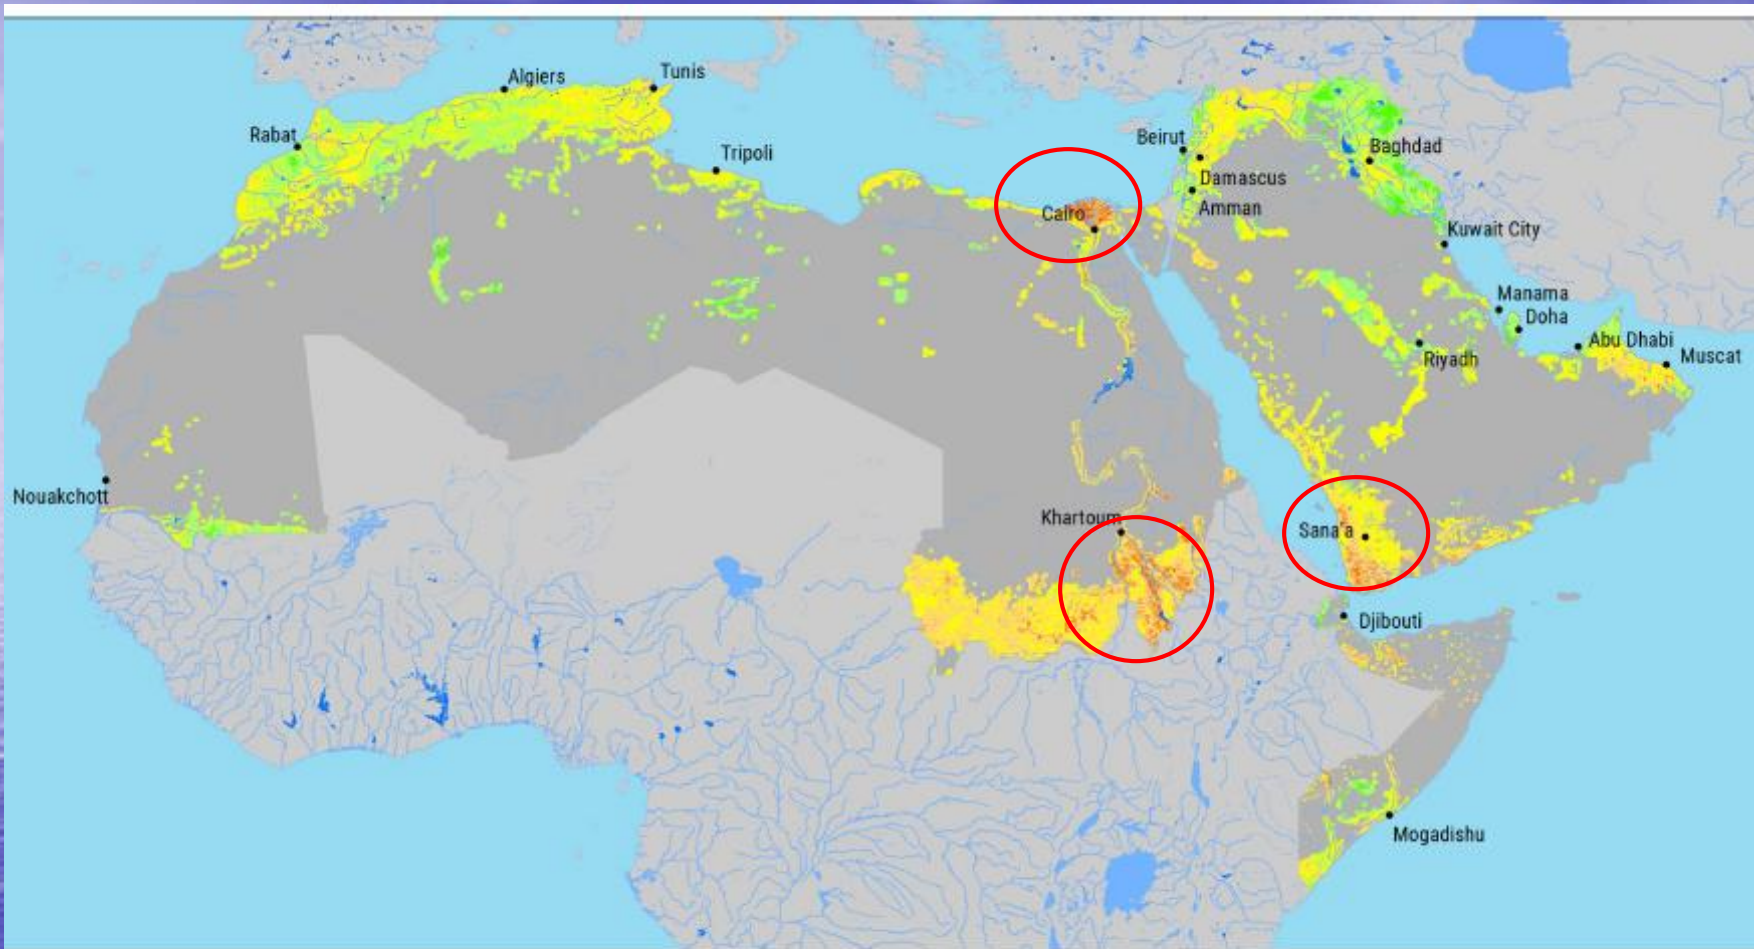 Algiers
Tunis
Rabat
Tripoli
Beirut
Baghdad
Damascus
Cairo
Amman
Kuwait City
Manama
Doha
Abu Dhabi
Muscat
Riyadh
Nouakchott
Khartoum
Sana'a
Djibouti
Mogadishu